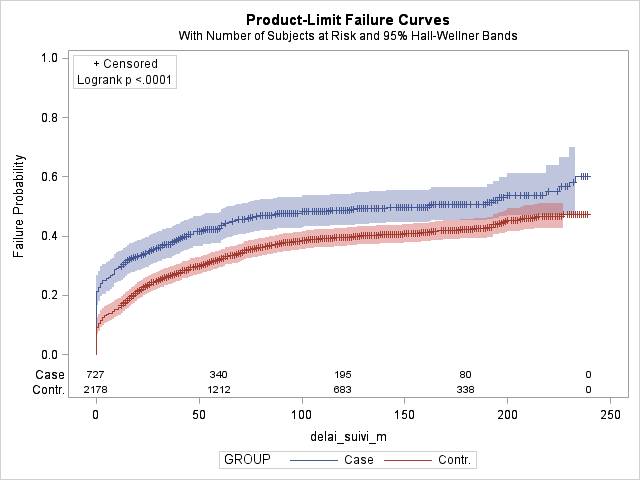 Product-Limit Failure Curves
With Number of Subjects at Risk and 95% Hall-Wellner Bands
+ Censored
Logrank p <.0001
1.0
0.8
0.6
0.4
0.2
0.0
Failure Probability
Case 727 340 195 80 0
Contr. 2178 1212 683 338 0
0 50 100 150 200 250
delai_suivi_m
GROUP Case Contr.